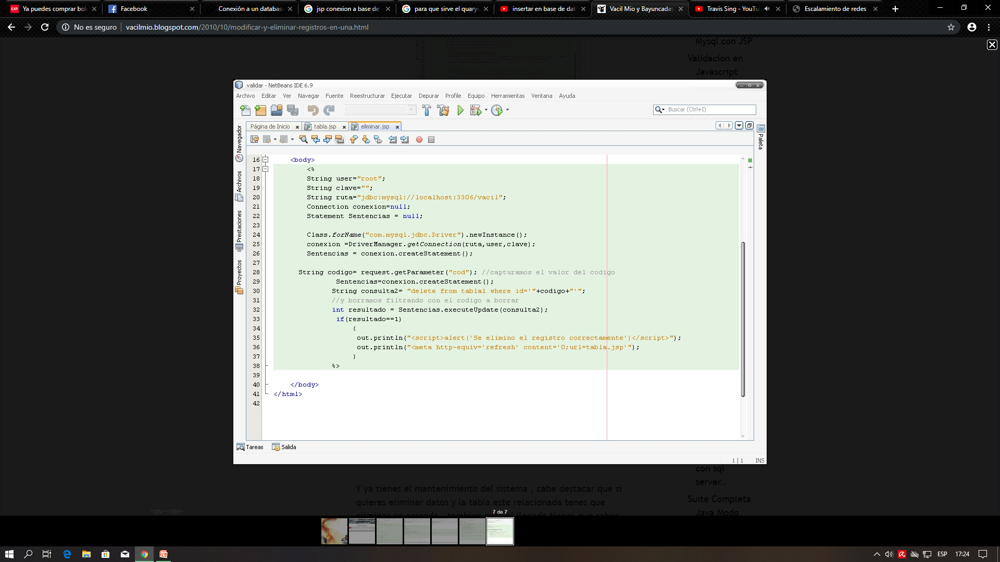 Ya puedes comprar bol
Facebook
Conexión a un databas
jsp conexion a base de
para que sirve el quary
insertar en base de dat
Vacil Mio y Bayuncadas
Travis Sing - YouTu
Escalamiento de redes
No es seguro
vacilmio.blogspot.com/2010/10/modificar-y-eliminar-registros-en-una.html
Mysql con JSP
Validacion en
Javascript
validar - NetBeans IDE 6.9
Archivo Editar Ver Navegar Fuente Reestructurar Ejecutar Depurar Profile Equipo Herramientas Ventana Ayuda
Buscar (Ctrl+I)
Página de Inicio
tabla.jsp
eliminar.jsp
Navegador
Archivos
Prestaciones
Proyectos
Paleta
16 <body>
17 <%
18 String user="root";
19 String clave="";
20 String ruta="jdbc:mysql://localhost:3306/vacil";
21 Connection conexion=null;
22 Statement Sentencias = null;
23
24 Class.forName("com.mysql.jdbc.Driver").newInstance();
25 conexion =DriverManager.getConnection(ruta,user,clave);
26 Sentencias = conexion.createStatement();
27
28 String codigo= request.getParameter("cod"); //capturamos el valor del codigo
29 Sentencias=conexion.createStatement();
30 String consulta2= "delete from tabla1 where id='"+codigo+"'";
31 //y borramos filtrando con el codigo a borrar
32 int resultado = Sentencias.executeUpdate(consulta2);
33 if(resultado==1)
34 {
35 out.println("<script>alert('Se elimino el registro correctamente')</script>");
36 out.println("<meta http-equiv='refresh' content='0;url=tabla.jsp'");
37 }
38 %>
39
40 </body>
41 </html>
42
Tareas
Salida
1 | 1 INS
con sql
server..
Suite Completa
Java Modo
Y ya tienes el mantenimiento del sistema , cabe destacar que si
quieres eliminar datos y la tabla este relacionada tenes que
<div></div>
7 de 7
ESP
17:24